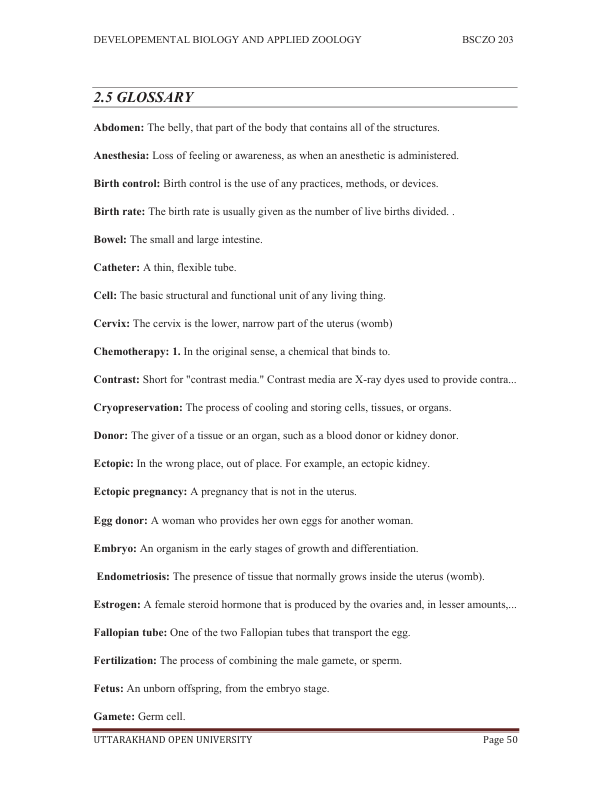 DEVELOPEMENTAL BIOLOGY AND APPLIED ZOOLOGY BSCZO 203
2.5 GLOSSARY
Abdomen: The belly, that part of the body that contains all of the structures.
Anesthesia: Loss of feeling or awareness, as when an anesthetic is administered.
Birth control: Birth control is the use of any practices, methods, or devices.
Birth rate: The birth rate is usually given as the number of live births divided. .
Bowel: The small and large intestine.
Catheter: A thin, flexible tube.
Cell: The basic structural and functional unit of any living thing.
Cervix: The cervix is the lower, narrow part of the uterus (womb)
Chemotherapy: 1. In the original sense, a chemical that binds to.
Contrast: Short for "contrast media." Contrast media are X-ray dyes used to provide contra...
Cryopreservation: The process of cooling and storing cells, tissues, or organs.
Donor: The giver of a tissue or an organ, such as a blood donor or kidney donor.
Ectopic: In the wrong place, out of place. For example, an ectopic kidney.
Ectopic pregnancy: A pregnancy that is not in the uterus.
Egg donor: A woman who provides her own eggs for another woman.
Embryo: An organism in the early stages of growth and differentiation.
Endometriosis: The presence of tissue that normally grows inside the uterus (womb).
Estrogen: A female steroid hormone that is produced by the ovaries and, in lesser amounts,...
Fallopian tube: One of the two Fallopian tubes that transport the egg.
Fertilization: The process of combining the male gamete, or sperm.
Fetus: An unborn offspring, from the embryo stage.
Gamete: Germ cell.
UTTARAKHAND OPEN UNIVERSITY Page 50